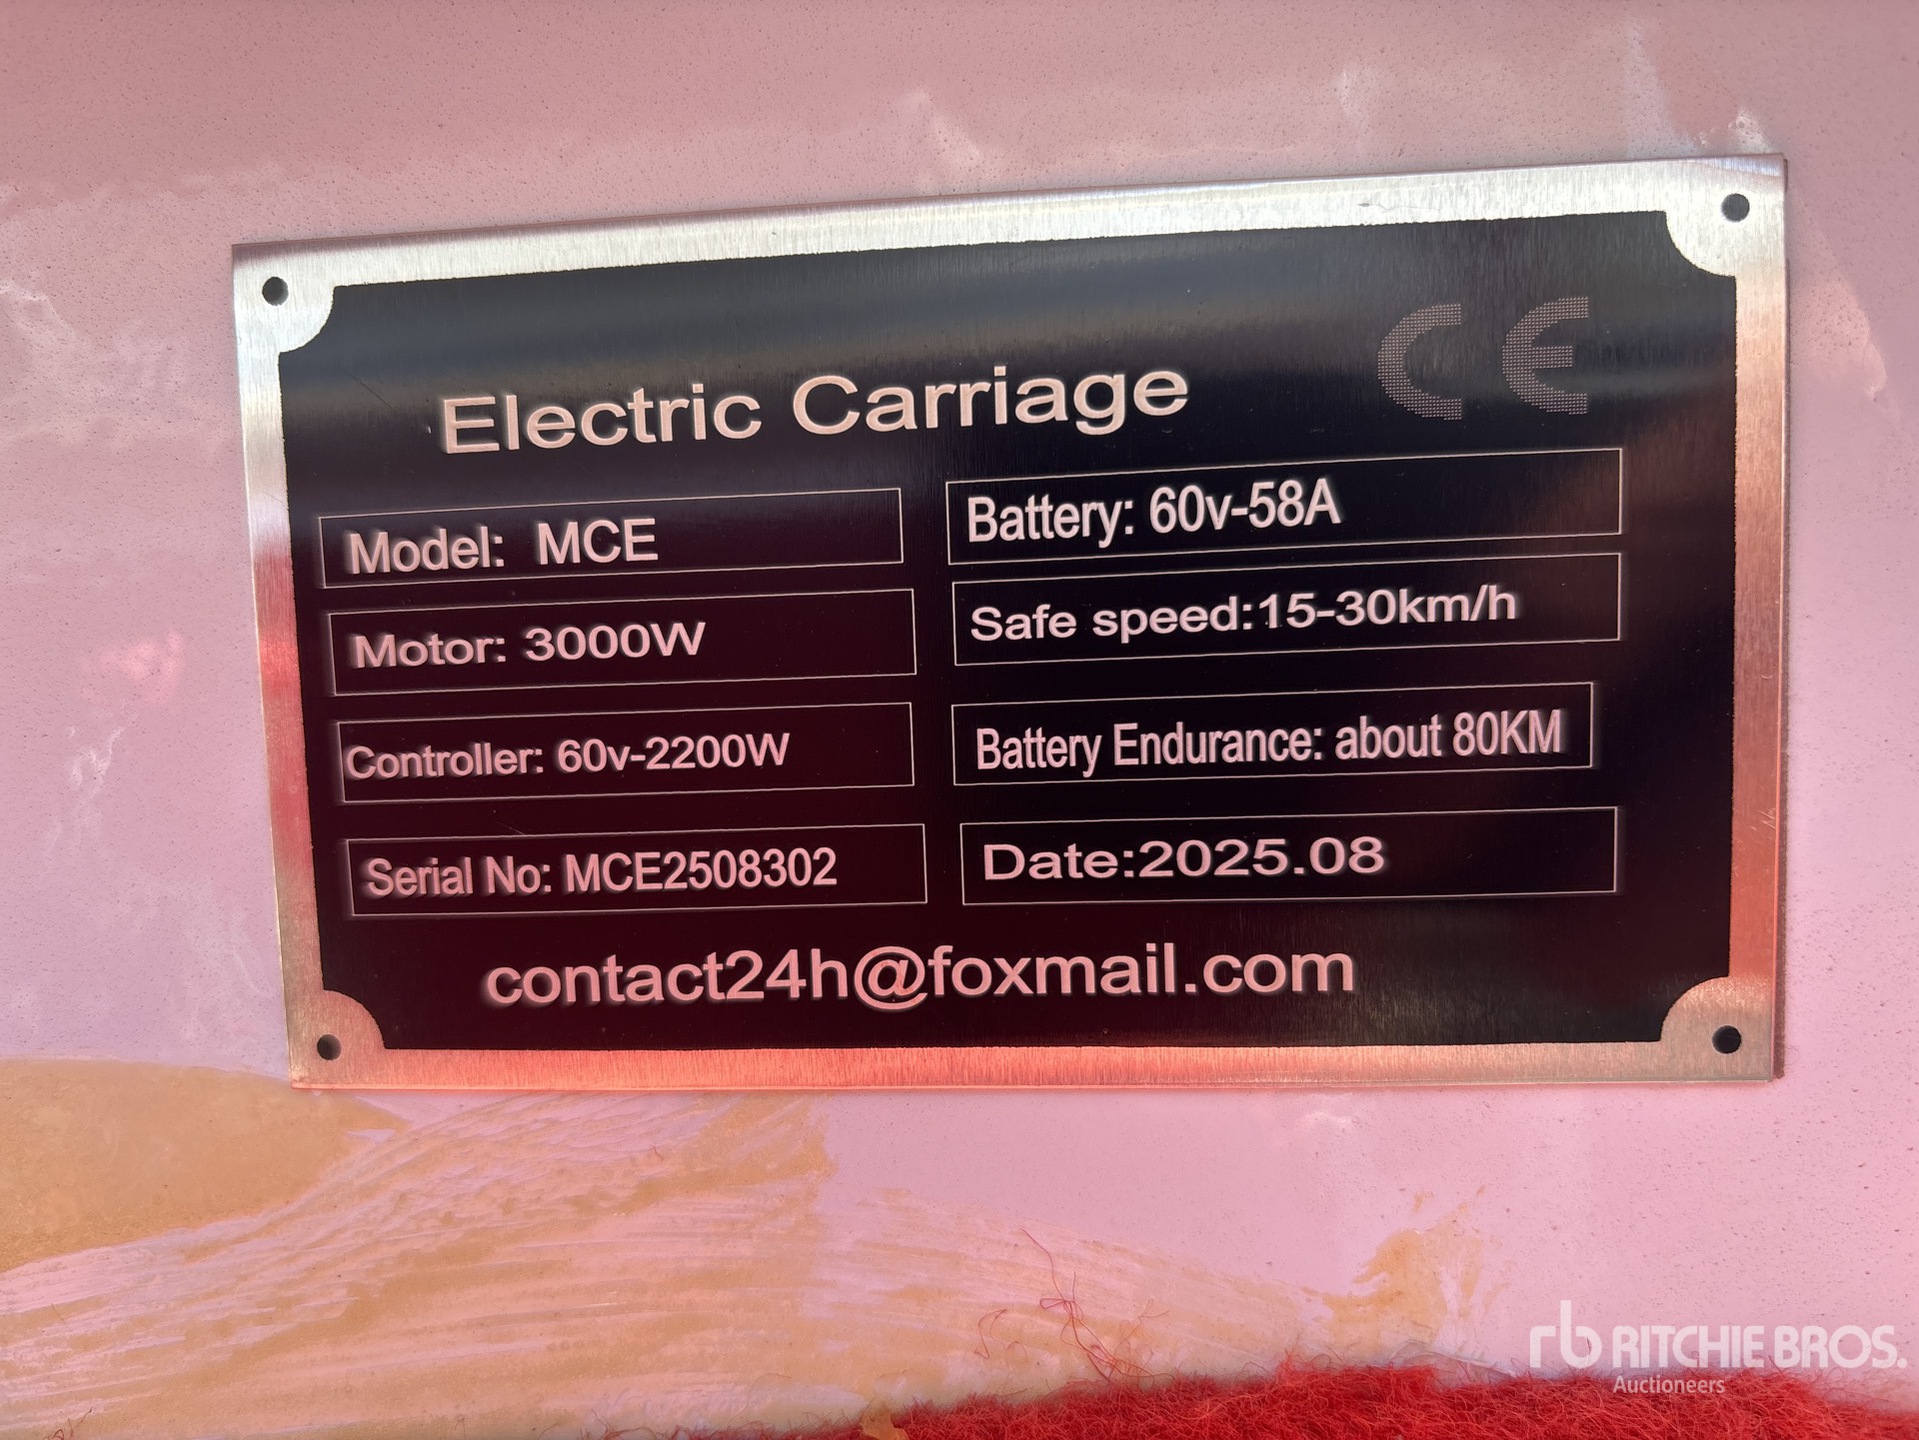 CE
Electric Carriage
Model: MCE
Battery: 60v-58A
Motor: 3000W
Safe speed:15-30km/h
Controller: 60v-2200W
Battery Endurance: about 80KM
Serial No: MCE2508302
Date:2025.08
contact24h@foxmail.com
rb RITCHIE BROS.
Auctioneers